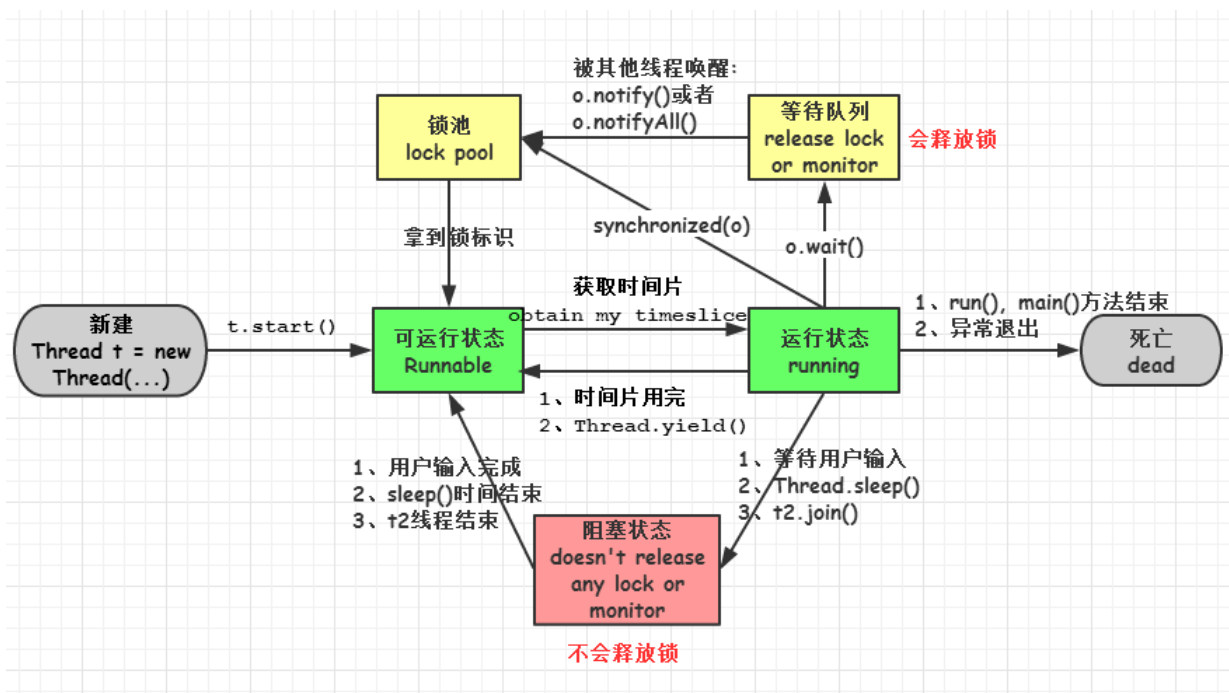 被其他线程唤醒:
o.notify()或者
o.notifyAll()
锁池
lock pool
等待队列
release lock
or monitor
会释放锁
synchronized(o)
拿到锁标识
o.wait()
新建
Thread t = new
Thread(...)
t.start()
可运行状态
Runnable
获取时间片
obtain my timeslice
运行状态
running
1、run(), main()方法结束
2、异常退出
死亡
dead
1、时间片用完
2、Thread.yield()
1、用户输入完成
2、sleep()时间结束
3、t2线程结束
1、等待用户输入
2、Thread.sleep()
3、t2.join()
阻塞状态
doesn't release
any lock or
monitor
不会释放锁